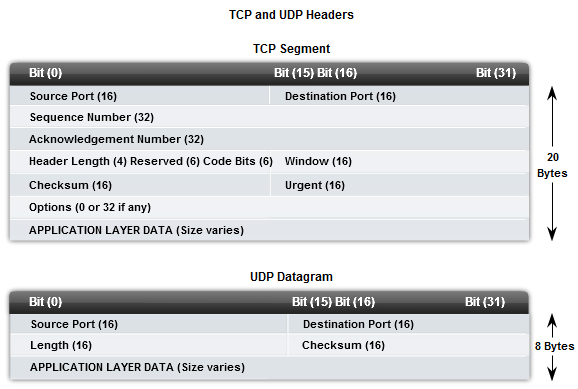 TCP and UDP Headers
TCP Segment
Bit (0) Bit (15) Bit (16) Bit (31)
Source Port (16) Destination Port (16)
Sequence Number (32)
Acknowledgement Number (32)
Header Length (4) Reserved (6) Code Bits (6) Window (16)
Checksum (16) Urgent (16)
Options (0 or 32 if any)
APPLICATION LAYER DATA (Size varies)
20
Bytes
UDP Datagram
Bit (0) Bit (15) Bit (16) Bit (31)
Source Port (16) Destination Port (16)
Length (16) Checksum (16)
APPLICATION LAYER DATA (Size varies)
8 Bytes